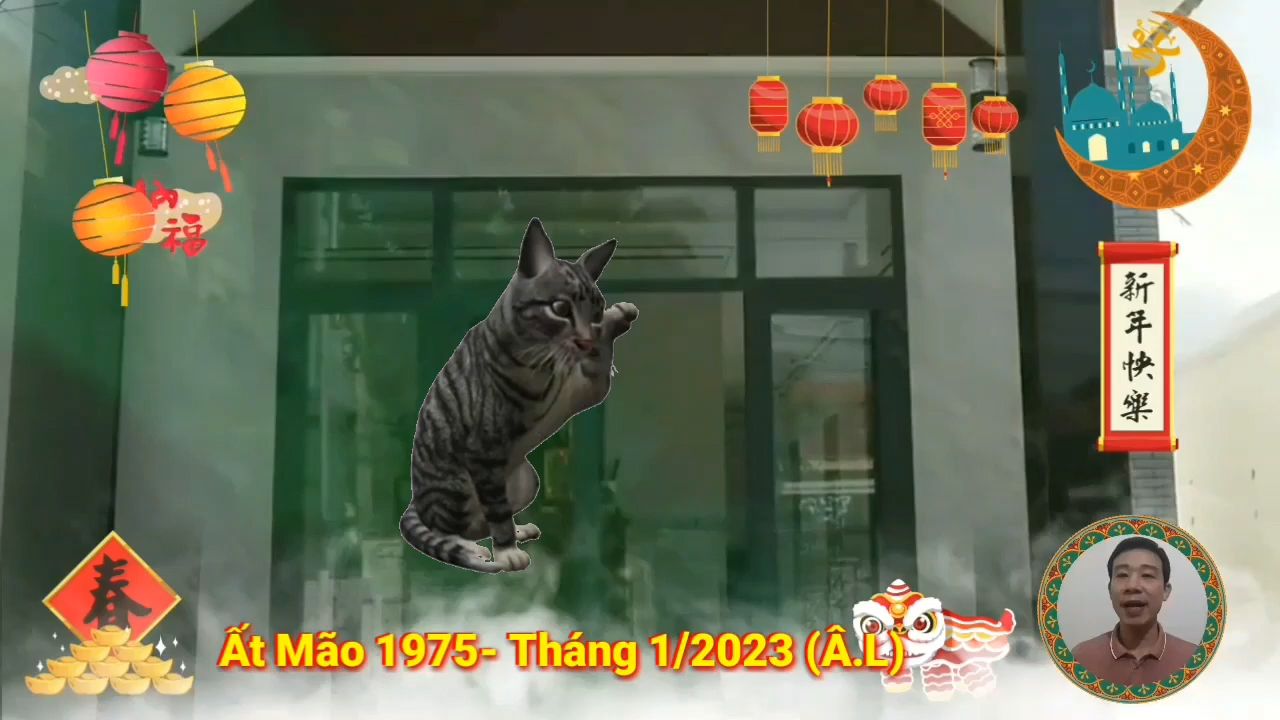 納
福
新
年
快
樂
春
Ất Mão 1975- Tháng 1/2023 (Â.L)